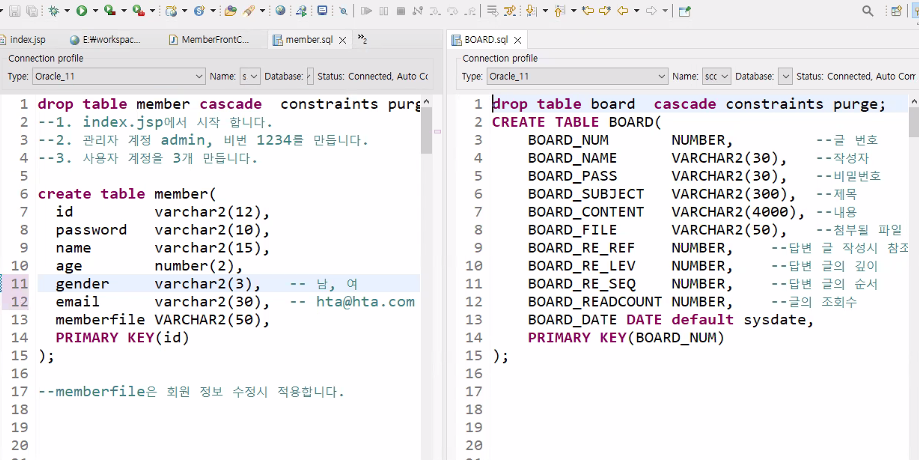 index.jsp
E:₩workspac...
MemberFrontC...
member.sql
BOARD.sql
Connection profile
Type: Oracle_11 Name: s Database: Status: Connected, Auto Cc
1 drop table member cascade  constraints purg
2 --1. index.jsp에서 시작 합니다.
3 --2. 관리자 계정 admin, 비번 1234를 만듭니다.
4 --3. 사용자 계정을 3개 만듭니다.
5
6 create table member(
7 id varchar2(12),
8 password varchar2(10),
9 name varchar2(15),
10 age number(2),
11 gender varchar2(3), -- 남, 여
12 email varchar2(30), -- hta@hta.com
13 memberfile VARCHAR2(50),
14 PRIMARY KEY(id)
15 );
16
17 --memberfile은 회원 정보 수정시 적용합니다.
18
19
20
Connection profile
Type: Oracle_11 Name: scc Database: Status: Connected, Auto Com
1 drop table board  cascade constraints purge;
2 CREATE TABLE BOARD(
3 BOARD_NUM NUMBER, --글 번호
4 BOARD_NAME VARCHAR2(30), --작성자
5 BOARD_PASS VARCHAR2(30), --비밀번호
6 BOARD_SUBJECT VARCHAR2(300), --제목
7 BOARD_CONTENT VARCHAR2(4000), --내용
8 BOARD_FILE VARCHAR2(50), --첨부될 파일
9 BOARD_RE_REF NUMBER, --답변 글 작성시 참조
10 BOARD_RE_LEV NUMBER, --답변 글의 깊이
11 BOARD_RE_SEQ NUMBER, --답변 글의 순서
12 BOARD_READCOUNT NUMBER, --글의 조회수
13 BOARD_DATE DATE default sysdate,
14 PRIMARY KEY(BOARD_NUM)
15 );
16
17
18
19
20